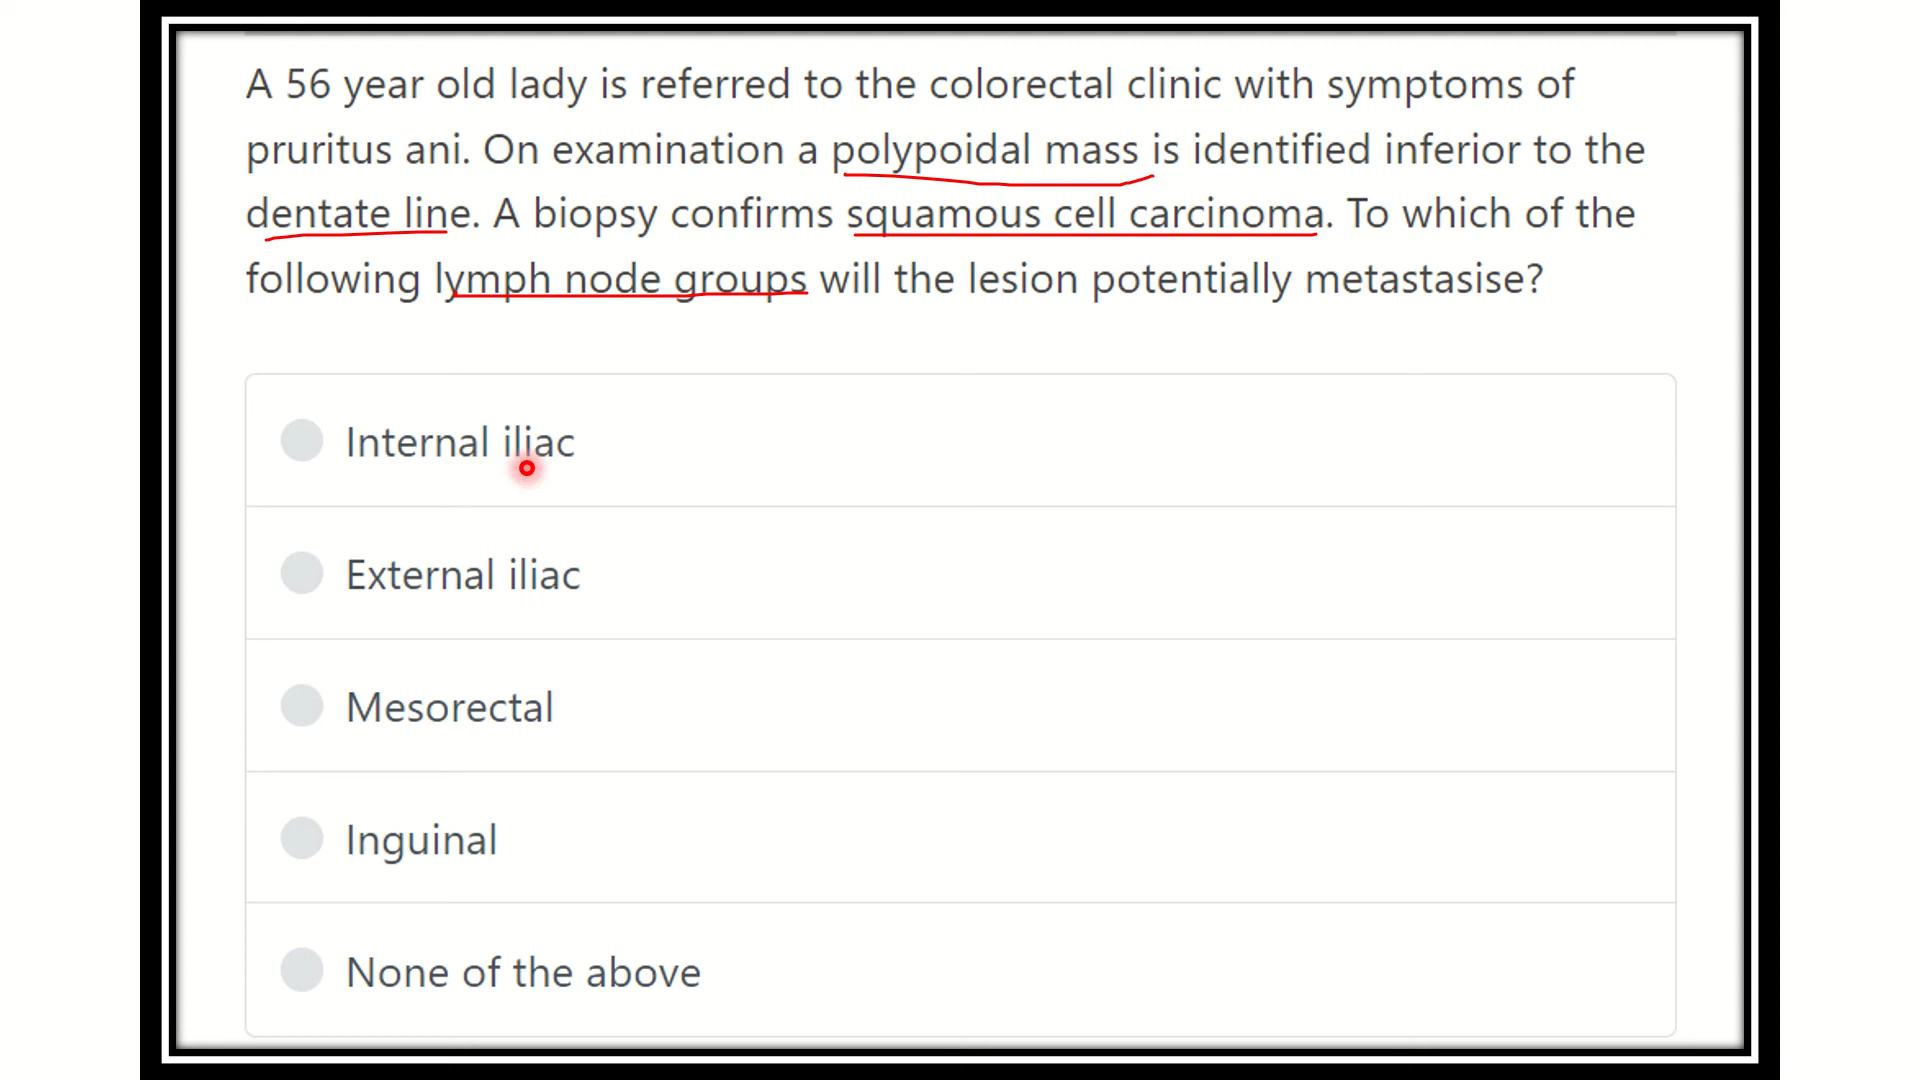 A 56 year old lady is referred to the colorectal clinic with symptoms of
pruritus ani. On examination a polypoidal mass is identified inferior to the
dentate line. A biopsy confirms squamous cell carcinoma. To which of the
following lymph node groups will the lesion potentially metastasise?
Internal iliac
External iliac
Mesorectal
Inguinal
None of the above